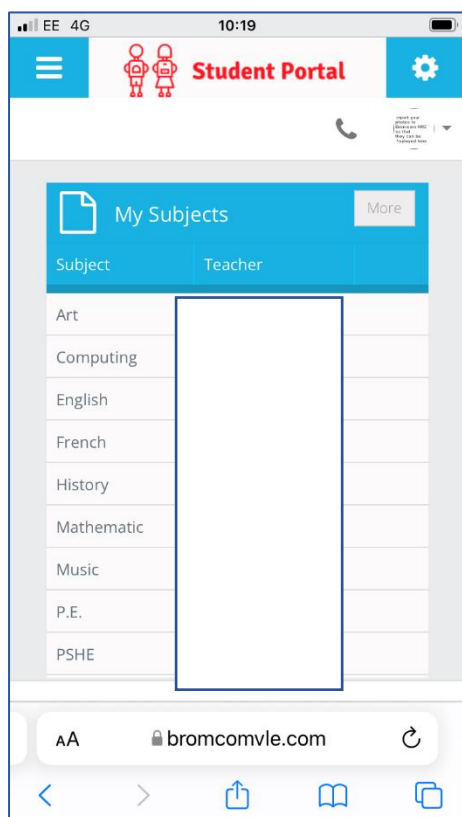 EE 4G 10:19
Student Portal
My Subjects More
Subject Teacher
Art
Computing
English
French
History
Mathematic
Music
P.E.
PSHE
AA bromcomvle.com